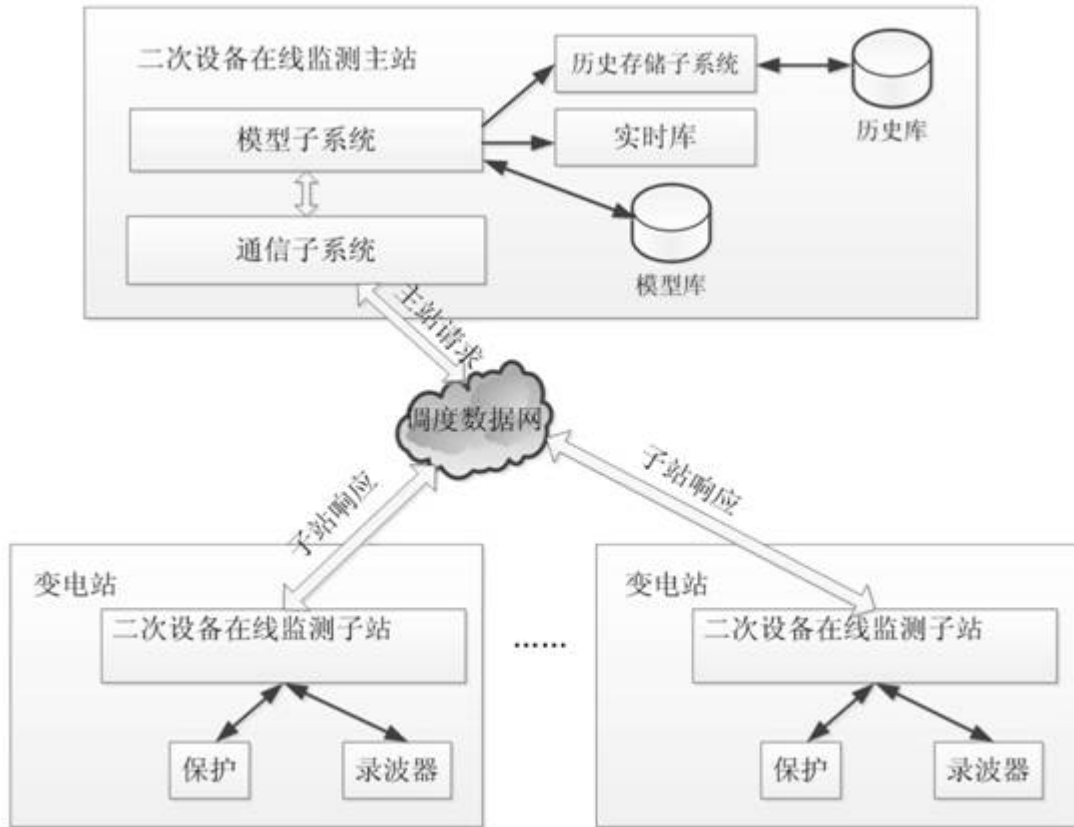 二次设备在线监测主站
历史存储子系统
历史库
模型子系统
实时库
通信子系统
模型库
主站请求
调度数据网
子站响应
子站响应
变电站
二次设备在线监测子站
保护
录波器
……
变电站
二次设备在线监测子站
保护
录波器